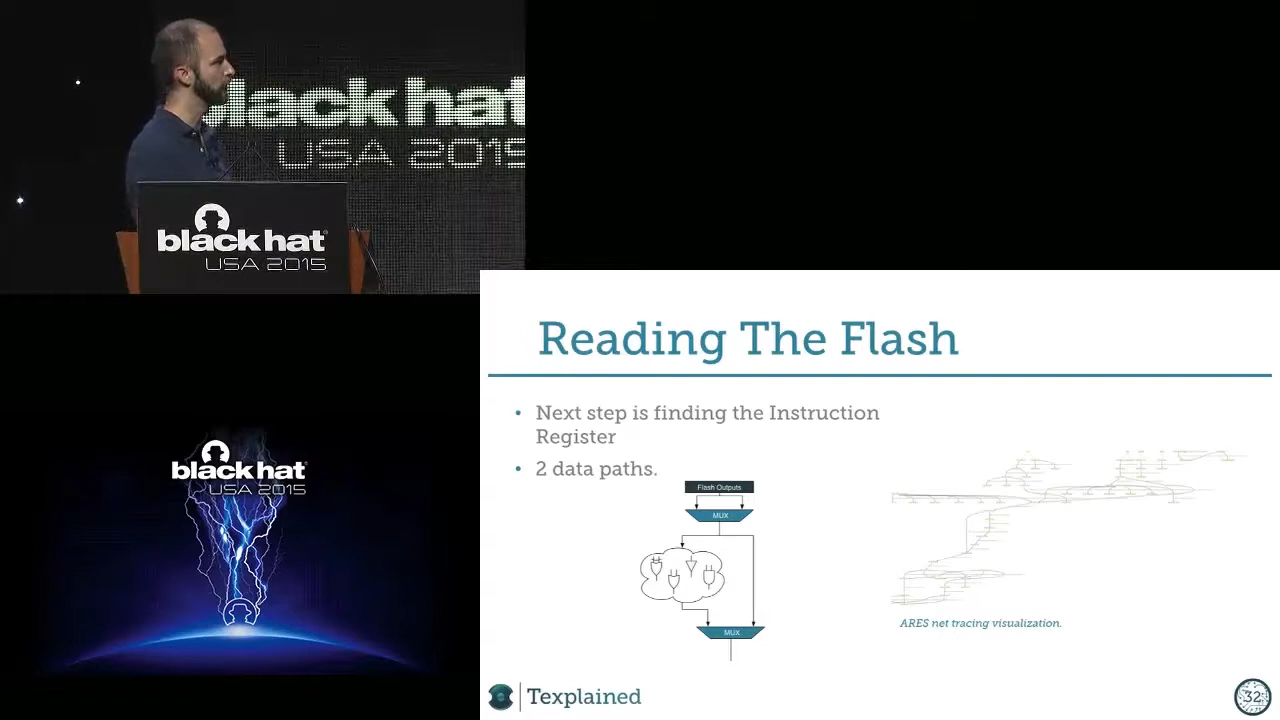 black hat
USA 2015
black hat
USA 2015
black hat
USA 2015
Reading The Flash
• Next step is finding the Instruction
Register
• 2 data paths.
Flash Outputs
MUX
MUX
ARES net tracing visualization.
Texplained
32